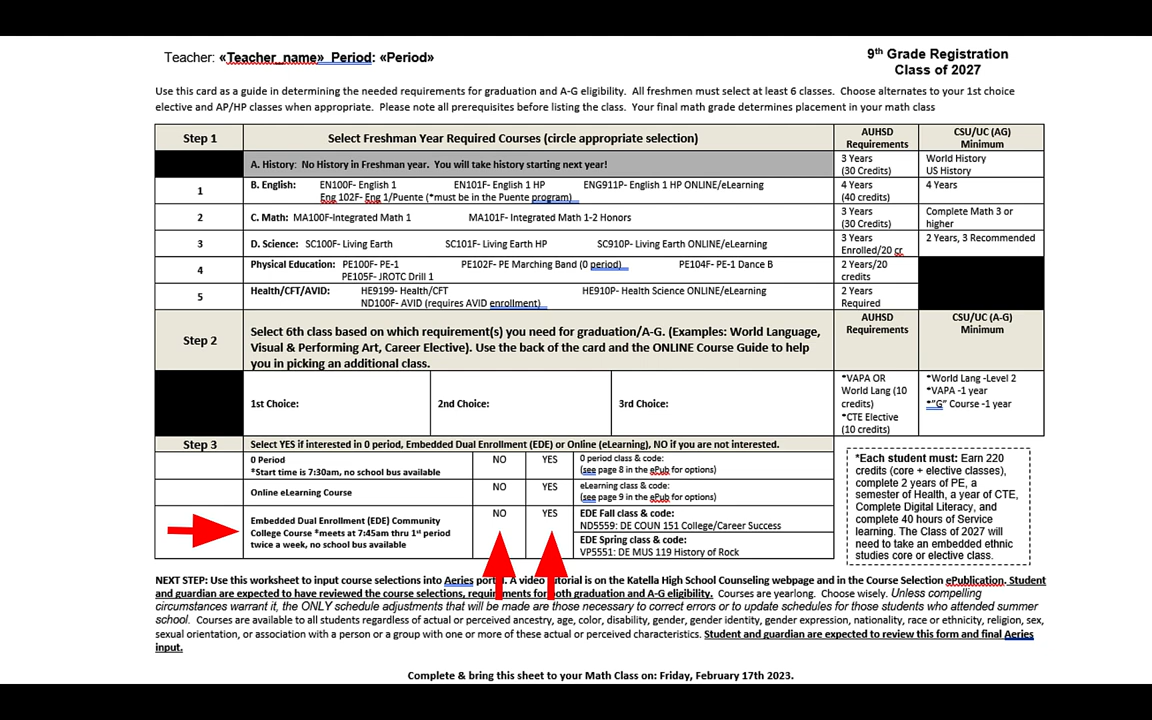 Teacher: «Teacher_name» Period: «Period»
9th Grade Registration
Class of 2027
Use this card as a guide in determining the needed requirements for graduation and A-G eligibility. All freshmen must select at least 6 classes. Choose alternates to your 1st choice
elective and AP/HP classes when appropriate. Please note all prerequisites before listing the class. Your final math grade determines placement in your math class
Step 1
Select Freshman Year Required Courses (circle appropriate selection)
AUHSD
Requirements
CSU/UC (AG)
Minimum
A. History: No History in Freshman year. You will take history starting next year!
3 Years
(30 Credits)
World History
US History
1
B. English: EN100F- English 1 EN101F- English 1 HP ENG911P- English 1 HP ONLINE/eLearning
Eng 102F- Eng 1/Puente (*must be in the Puente program)
4 Years
(40 credits)
4 Years
2
C. Math: MA100F-Integrated Math 1 MA101F- Integrated Math 1-2 Honors
3 Years
(30 Credits)
Complete Math 3 or
higher
3
D. Science: SC100F- Living Earth SC101F- Living Earth HP SC910P- Living Earth ONLINE/eLearning
3 Years
Enrolled/20 cr
2 Years, 3 Recommended
4
Physical Education: PE100F- PE-1 PE102F- PE Marching Band (0 period) PE104F- PE-1 Dance B
PE105F- JROTC Drill 1
2 Years/20
credits
5
Health/CFT/AVID: HE9199- Health/CFT HE910P- Health Science ONLINE/eLearning
ND100F- AVID (requires AVID enrollment)
2 Years
Required
Step 2
Select 6th class based on which requirement(s) you need for graduation/A-G. (Examples: World Language,
Visual & Performing Art, Career Elective). Use the back of the card and the ONLINE Course Guide to help
you in picking an additional class.
AUHSD
Requirements
CSU/UC (A-G)
Minimum
1st Choice:
2nd Choice:
3rd Choice:
*VAPA OR
World Lang (10
credits)
*CTE Elective
(10 credits)
*World Lang -Level 2
*VAPA -1 year
*"G" Course -1 year
Step 3
Select YES if interested in 0 period, Embedded Dual Enrollment (EDE) or Online (eLearning), NO if you are not interested.
0 Period
*Start time is 7:30am, no school bus available
NO
YES
0 period class & code:
(see page 8 in the ePub for options)
Online eLearning Course
NO
YES
eLearning class & code:
(see page 9 in the ePub for options)
Embedded Dual Enrollment (EDE) Community
College Course *meets at 7:45am thru 1st period
twice a week, no school bus available
NO
YES
EDE Fall class & code:
ND5559: DE COUN 151 College/Career Success
EDE Spring class & code:
VP5551: DE MUS 119 History of Rock
*Each student must: Earn 220
credits (core + elective classes),
complete 2 years of PE, a
semester of Health, a year of CTE,
Complete Digital Literacy, and
complete 40 hours of Service
learning. The Class of 2027 will
need to take an embedded ethnic
studies core or elective class.
NEXT STEP: Use this worksheet to input course selections into Aeries A video is on the Katella High School Counseling webpage and in the Course Selection ePublication. Student
and guardian are expected to have reviewed the course selections, for graduation and A-G eligibility. Courses are yearlong. Choose wisely. Unless compelling
circumstances warrant it, the ONLY schedule adjustments that will be made are those necessary to correct errors or to update schedules for those students who attended summer
school. Courses are available to all students regardless of actual or perceived ancestry, age, color, disability, gender, gender identity, gender expression, nationality, race or ethnicity, religion, sex,
sexual orientation, or association with a person or a group with one or more of these actual or perceived characteristics. Student and guardian are expected to review this form and final Aeries
input.
Complete & bring this sheet to your Math Class on: Friday, February 17th 2023.